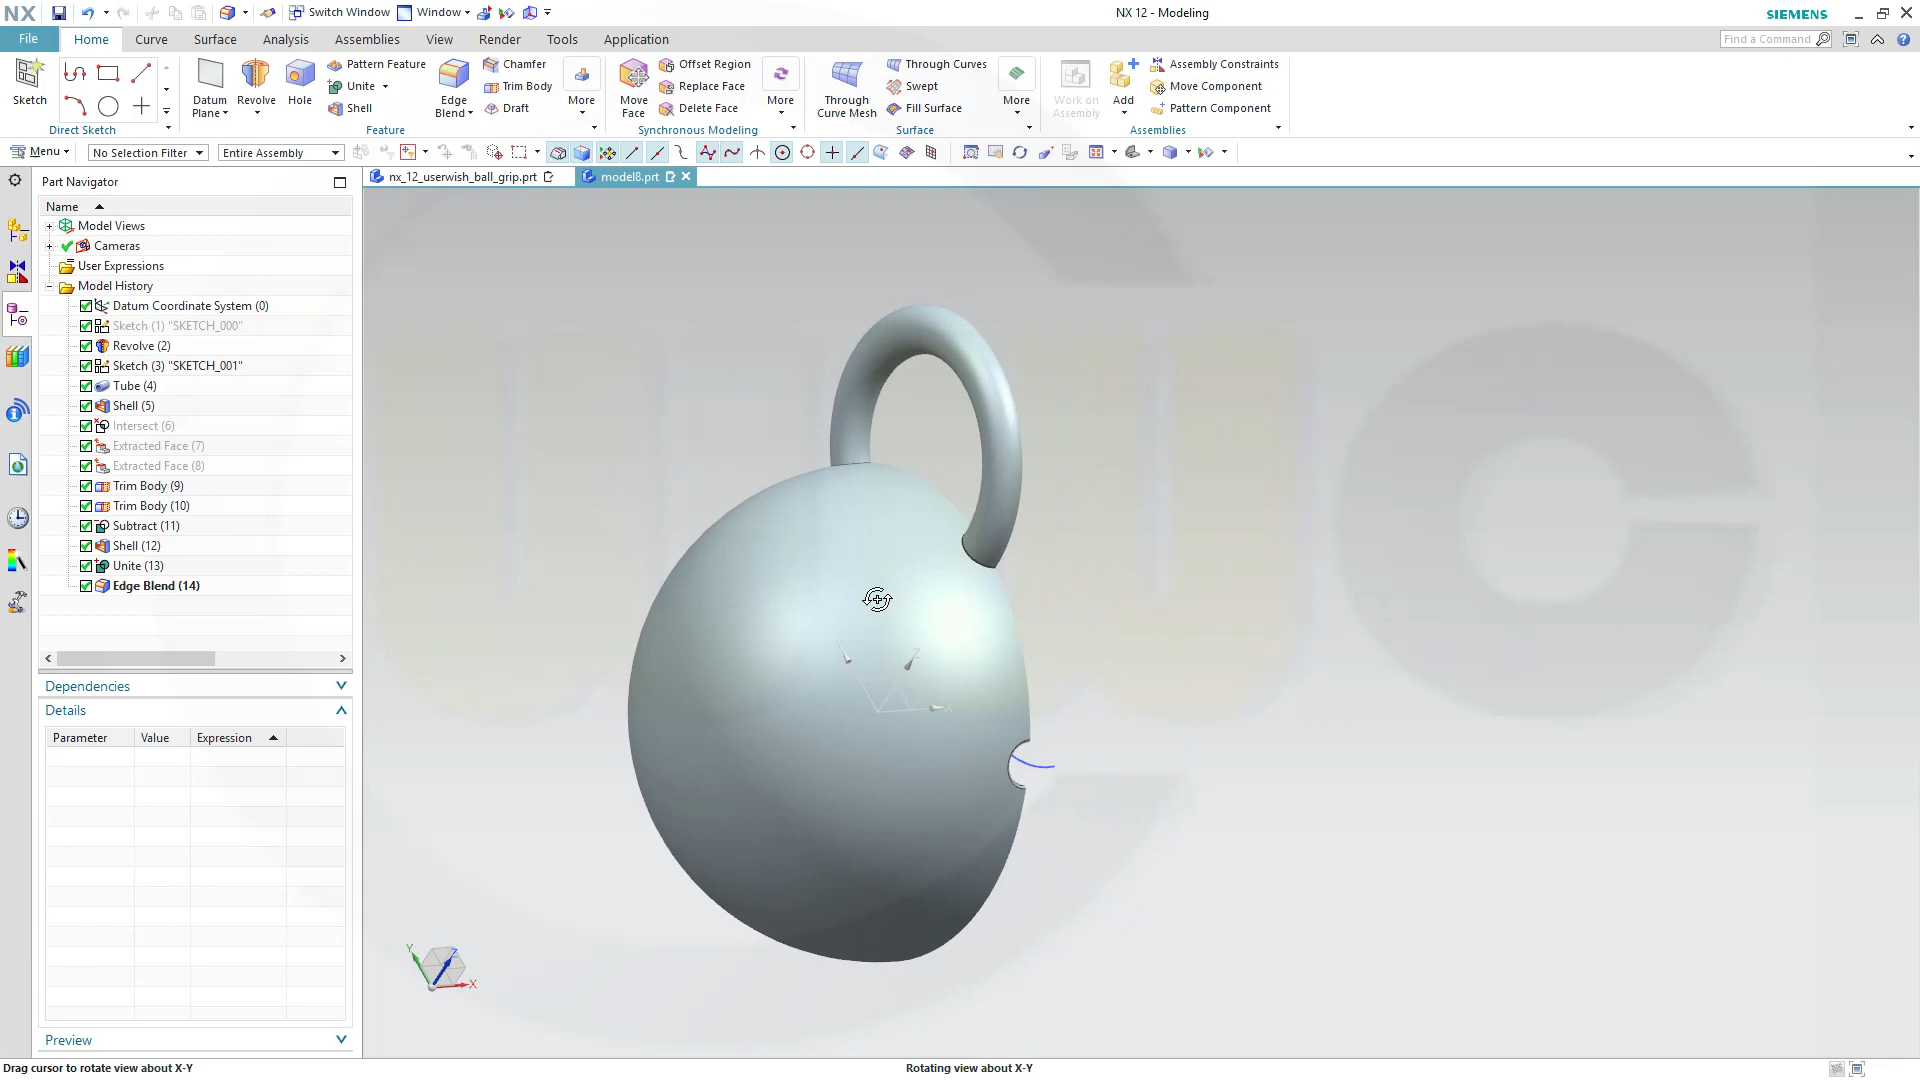 NX
Switch Window
Window
NX 12 - Modeling
SIEMENS
File
Home
Curve
Surface
Analysis
Assemblies
View
Render
Tools
Application
Find a Command
Sketch
Direct Sketch
Datum Plane
Revolve
Hole
Pattern Feature
Unite
Shell
Edge Blend
Chamfer
Trim Body
Draft
More
Feature
Move Face
Offset Region
Replace Face
Delete Face
More
Synchronous Modeling
Through Curve Mesh
Through Curves
Swept
Fill Surface
More
Surface
Work on Assembly
Add
Assembly Constraints
Move Component
Pattern Component
Assemblies
Menu
No Selection Filter
Entire Assembly
Part Navigator
nx_12_userwish_ball_grip.prt
model8.prt
Name
Model Views
Cameras
User Expressions
Model History
Datum Coordinate System (0)
Sketch (1) "SKETCH_000"
Revolve (2)
Sketch (3) "SKETCH_001"
Tube (4)
Shell (5)
Intersect (6)
Extracted Face (7)
Extracted Face (8)
Trim Body (9)
Trim Body (10)
Subtract (11)
Shell (12)
Unite (13)
Edge Blend (14)
Dependencies
Details
Parameter Value Expression
Preview
Y
Z
X
Drag cursor to rotate view about X-Y
Rotating view about X-Y